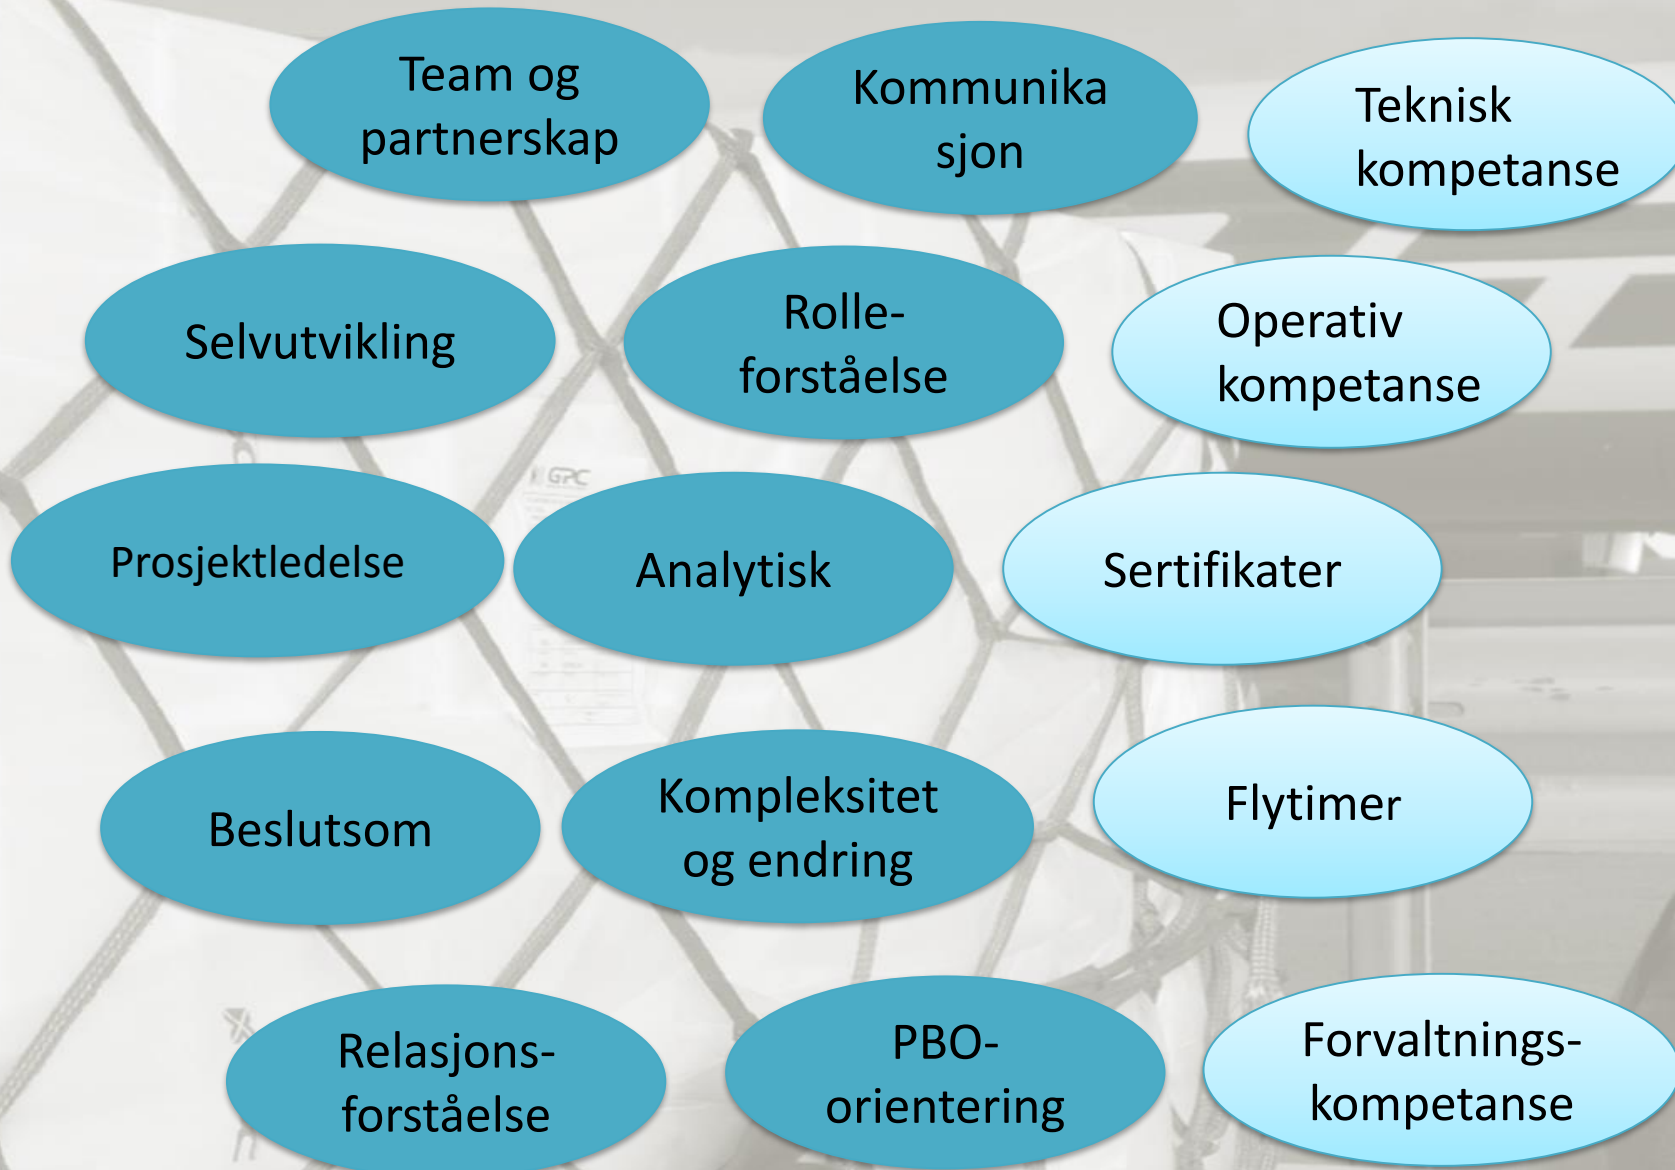 Team og
partnerskap
Kommunika
sjon
Teknisk
kompetanse
Selvutvikling
Rolle-
forståelse
Operativ
kompetanse
GPC
Prosjektledelse
Analytisk
Sertifikater
Beslutsom
Kompleksitet
og endring
Flytimer
Relasjons-
forståelse
PBO-
orientering
Forvaltnings-
kompetanse